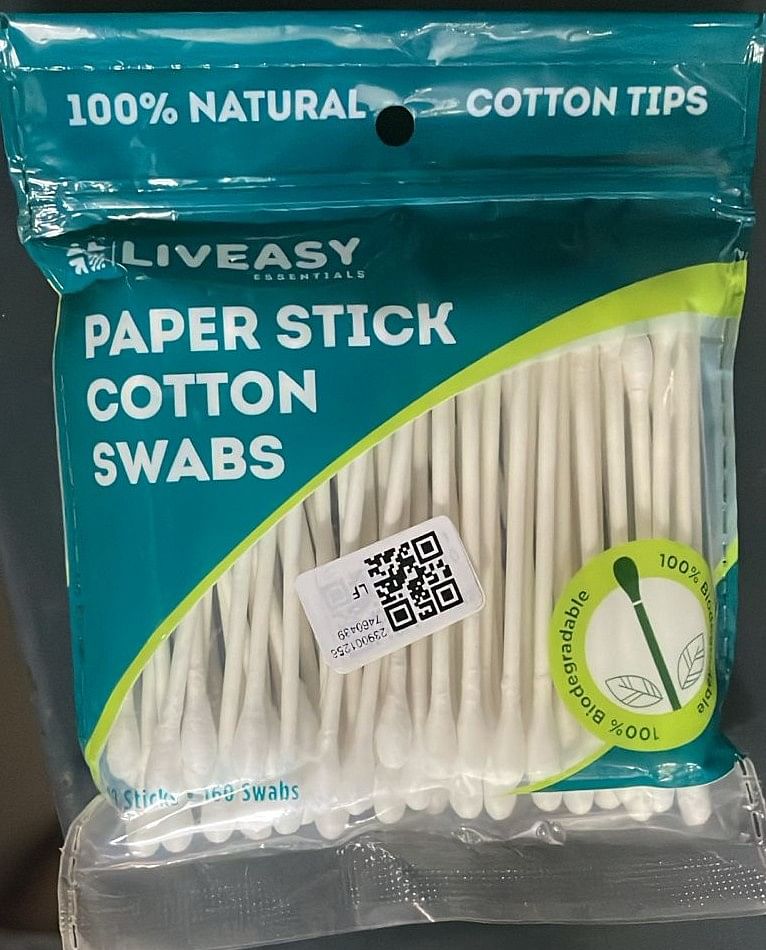 100% NATURAL COTTON TIPS
LIVEASY
ESSENTIALS
PAPER STICK
COTTON
SWABS
LF
7460439
100% Biodegradable
100% Biodegradable
Sticks • 160 Swabs